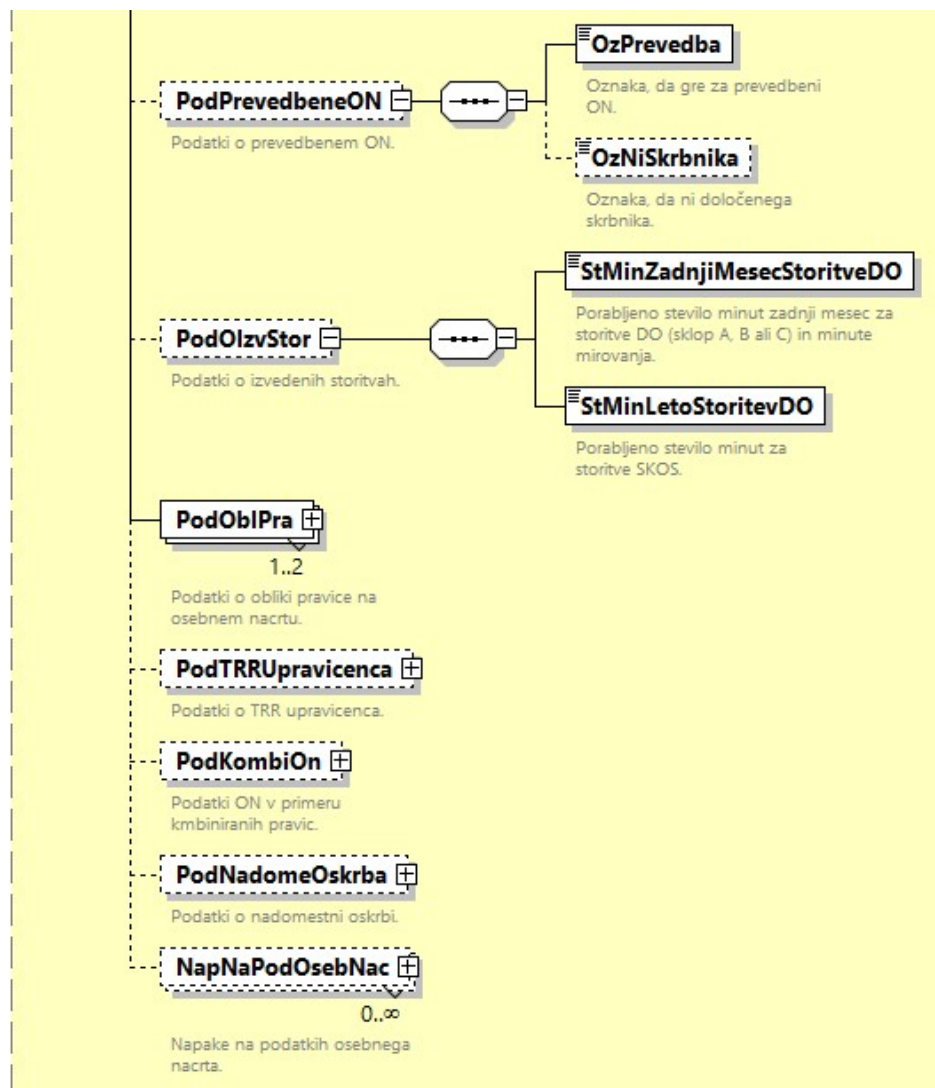 OzPrevedba
Oznaka, da gre za prevedbeni
ON.
PodPrevedbeneON
Podatki o prevedbenem ON.
OzNiSkrbnika
Oznaka, da ni določenega
skrbnika.
StMinZadnjiMesecStoritveDO
Porabljeno stevilo minut zadnji mesec za
storitve DO (sklop A, B ali C) in minute
mirovanja.
PodOIzvStor
Podatki o izvedenih storitvah.
StMinLetoStoritevDO
Porabljeno stevilo minut za
storitve SKOS.
PodOblPra
1..2
Podatki o obliki pravice na
osebnem nacrtu.
PodTRRUpravicenca
Podatki o TRR upravicenca.
PodKombiOn
Podatki ON v primeru
kmbiniranih pravic.
PodNadomeOskrba
Podatki o nadomestni oskrbi.
NapNaPodOsebNac
0..∞
Napake na podatkih osebnega
nacrta.